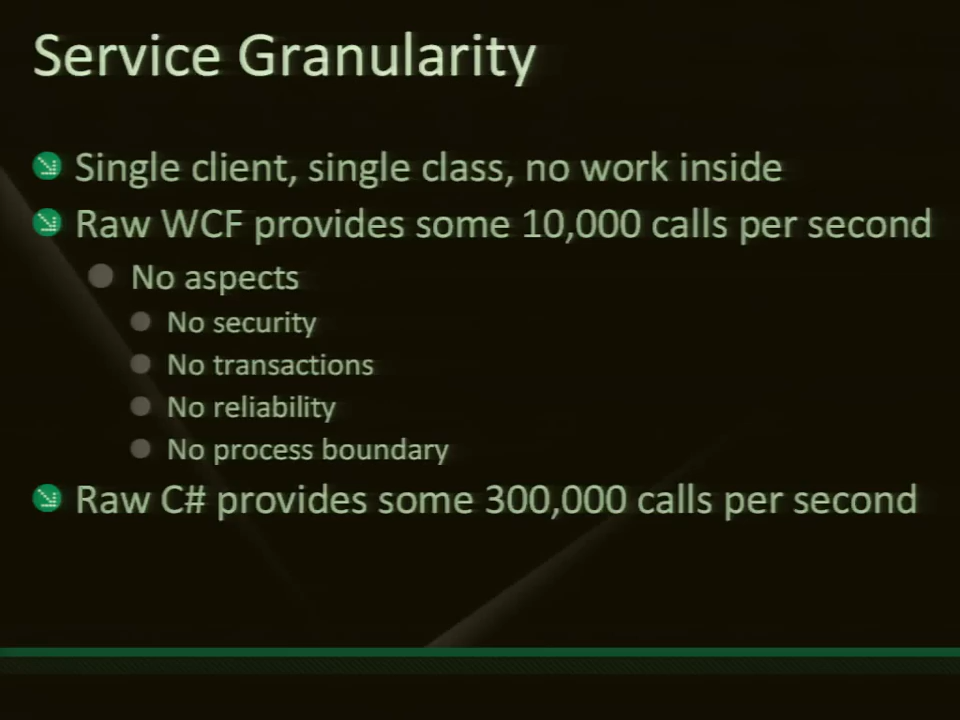 Service Granularity
Single client, single class, no work inside
Raw WCF provides some 10,000 calls per second
No aspects
No security
No transactions
No reliability
No process boundary
Raw C# provides some 300,000 calls per second